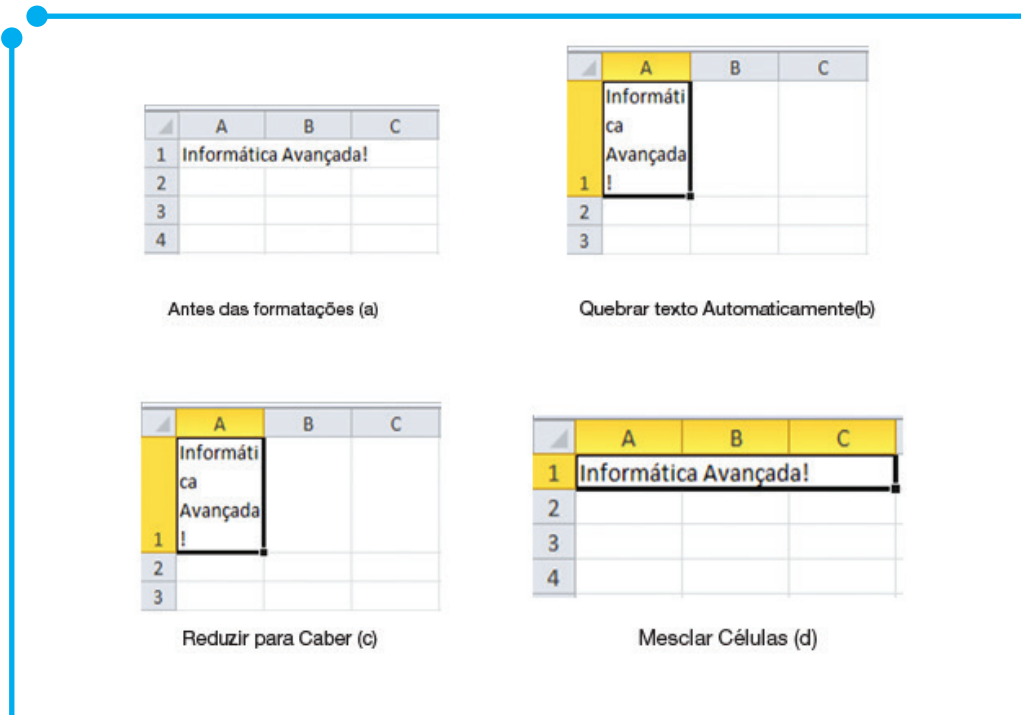 A B C
1 Informática Avançada!
2
3
4
Antes das formatações (a)
A B C
Informáti
ca
Avançada
1 !
2
3
Quebrar texto Automaticamente(b)
A B C
Informáti
ca
Avançada
1 !
2
3
Reduzir para Caber (c)
A B C
1 Informática Avançada!
2
3
4
Mesclar Células (d)